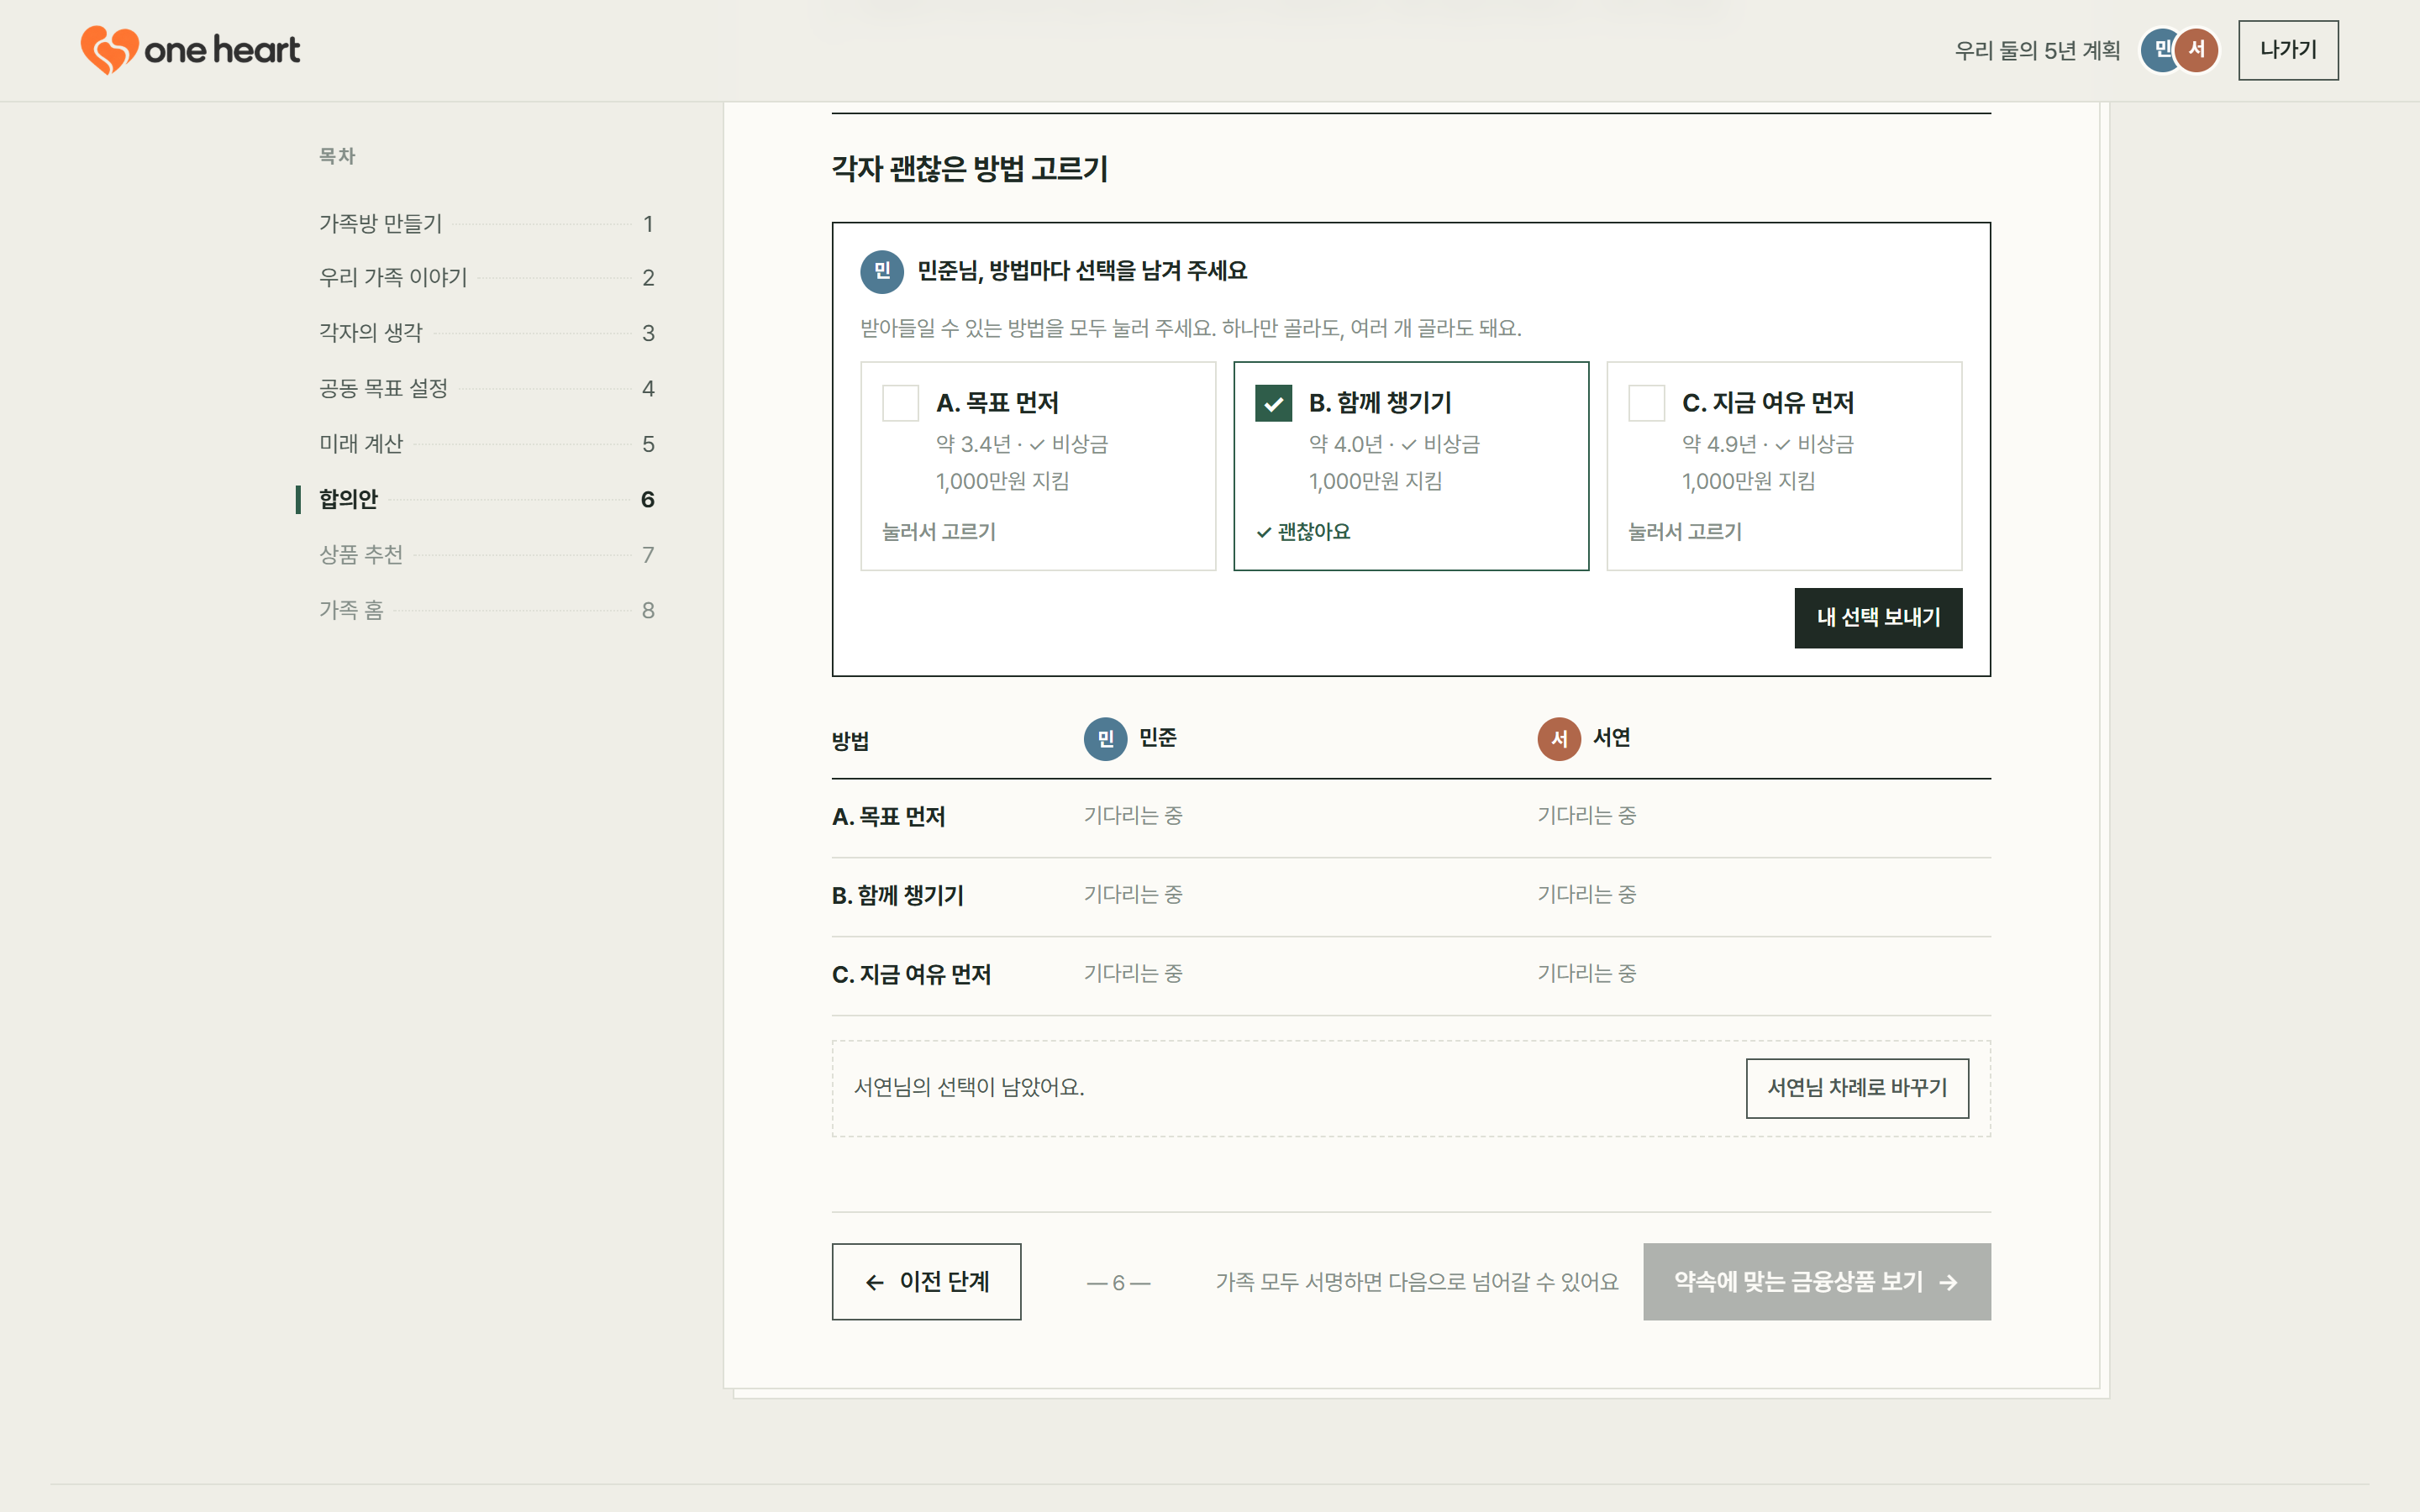 one heart
우리 둘의 5년 계획
민
서
나가기
목차
가족방 만들기 1
우리 가족 이야기 2
각자의 생각 3
공동 목표 설정 4
미래 계산 5
합의안 6
상품 추천 7
가족 홈 8
각자 괜찮은 방법 고르기
민 민준님, 방법마다 선택을 남겨 주세요
받아들일 수 있는 방법을 모두 눌러 주세요. 하나만 골라도, 여러 개 골라도 돼요.
A. 목표 먼저
약 3.4년 · ✓ 비상금
1,000만원 지킴
눌러서 고르기
B. 함께 챙기기
약 4.0년 · ✓ 비상금
1,000만원 지킴
✓ 괜찮아요
C. 지금 여유 먼저
약 4.9년 · ✓ 비상금
1,000만원 지킴
눌러서 고르기
내 선택 보내기
방법 민 민준 서 서연
A. 목표 먼저 기다리는 중 기다리는 중
B. 함께 챙기기 기다리는 중 기다리는 중
C. 지금 여유 먼저 기다리는 중 기다리는 중
서연님의 선택이 남았어요. 서연님 차례로 바꾸기
← 이전 단계 — 6 — 가족 모두 서명하면 다음으로 넘어갈 수 있어요 약속에 맞는 금융상품 보기 →